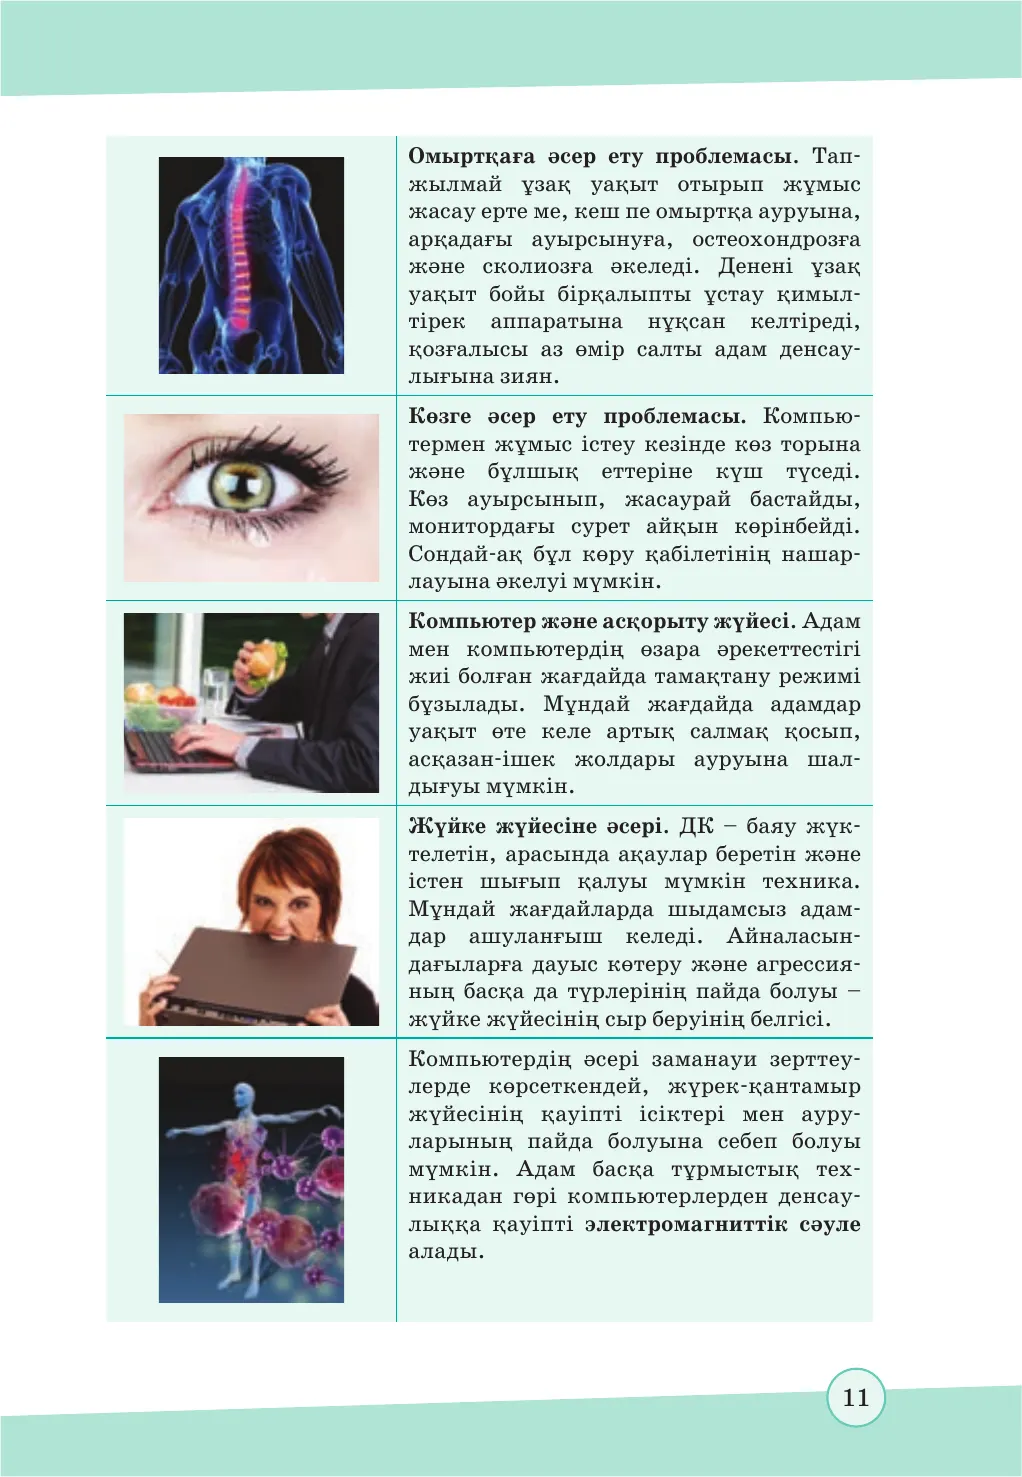 Омыртқаға әсер ету проблемасы. Тап-
жылмай ұзақ уақыт отырып жұмыс
жасау ерте ме, кеш пе омыртқа ауруына,
арқадағы ауырсынуға, остеохондрозға
және сколиозға әкеледі. Денені ұзақ
уақыт бойы бірқалыпты ұстау қимыл-
тірек аппаратына нұқсан келтіреді,
қозғалысы аз өмір салты адам денсау-
лығына зиян.
Көзге әсер ету проблемасы. Компью-
термен жұмыс істеу кезінде көз торына
және бұлшық еттеріне күш түседі.
Көз ауырсынып, жасаурай бастайды,
монитордағы сурет айқын көрінбейді.
Сондай-ақ бұл көру қабілетінің нашар-
лауына әкелуі мүмкін.
Компьютер және асқорыту жүйесі. Адам
мен компьютердің өзара әрекеттестігі
жиі болған жағдайда тамақтану режимі
бұзылады. Мұндай жағдайда адамдар
уақыт өте келе артық салмақ қосып,
асқазан-ішек жолдары ауруына шал-
дығуы мүмкін.
Жүйке жүйесіне әсері. ДК – баяу жүк-
телетін, арасында ақаулар беретін және
істен шығып қалуы мүмкін техника.
Мұндай жағдайларда шыдамсыз адам-
дар ашуланғыш келеді. Айналасын-
дағыларға дауыс көтеру және агрессия-
ның басқа да түрлерінің пайда болуы –
жүйке жүйесінің сыр беруінің белгісі.
Компьютердің әсері заманауи зерттеу-
лерде көрсеткендей, жүрек-қантамыр
жүйесінің қауіпті ісіктері мен ауру-
ларының пайда болуына себеп болуы
мүмкін. Адам басқа тұрмыстық тех-
никадан гөрі компьютерлерден денсау-
лыққа қауіпті электромагниттік сәуле
алады.
11